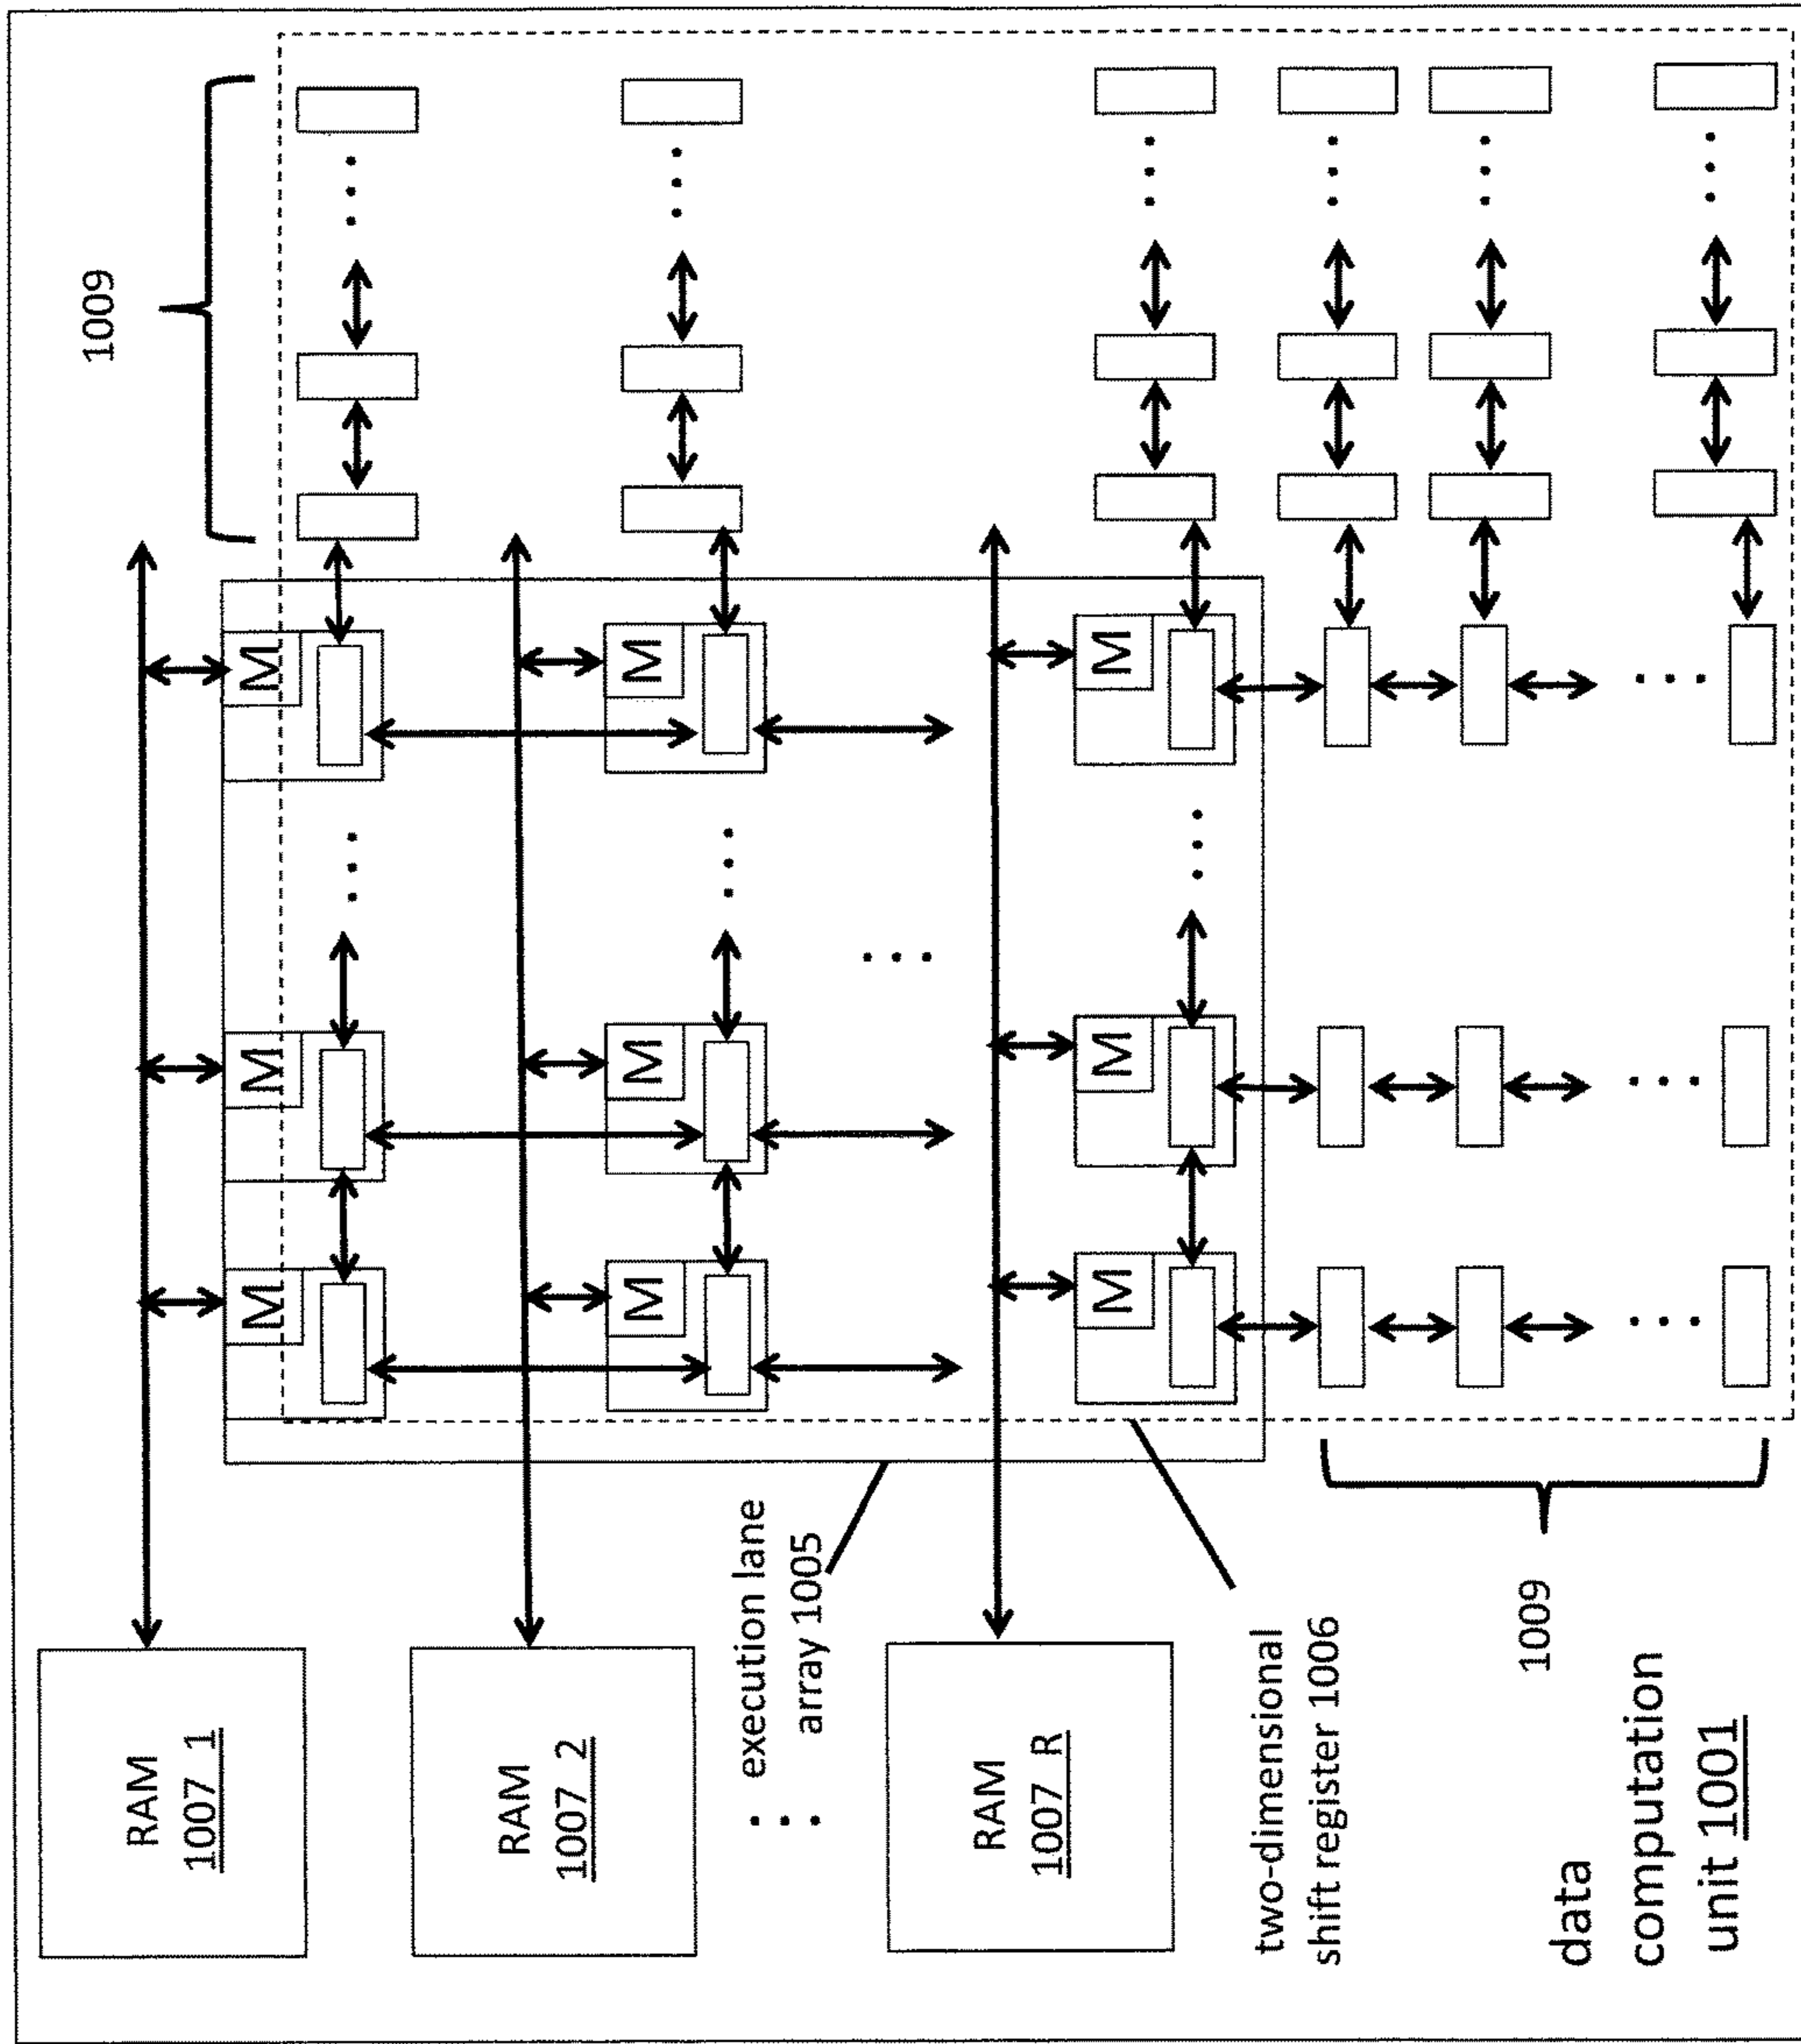 1009
RAM
1007_1
M M M
RAM
1007_2
M M M
execution lane
array 1005
RAM
1007_R
M M M
two-dimensional
shift register 1006
1009
data
computation
unit 1001